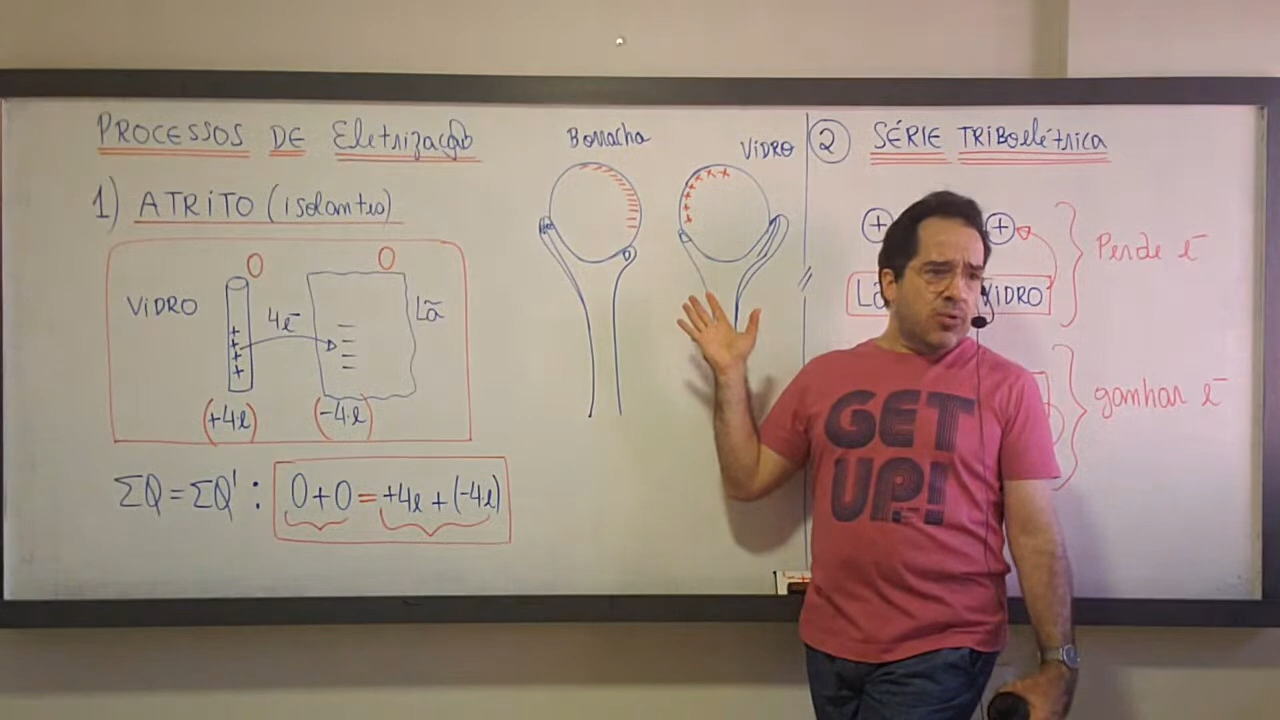 PROCESSOS DE Eletrização
1) ATRITO (isolantes)
VIDRO
0
0
Lã
4e⁻
+
+
+
+
(+4e)
(-4e)
ΣQ = ΣQ' : 0+0 = +4e + (-4e)
Borracha
VIDRO
2 SÉRIE TRIBOELÉTRICA
+
+
VIDRO
Perde e⁻
ganhar e⁻
GET
UP!